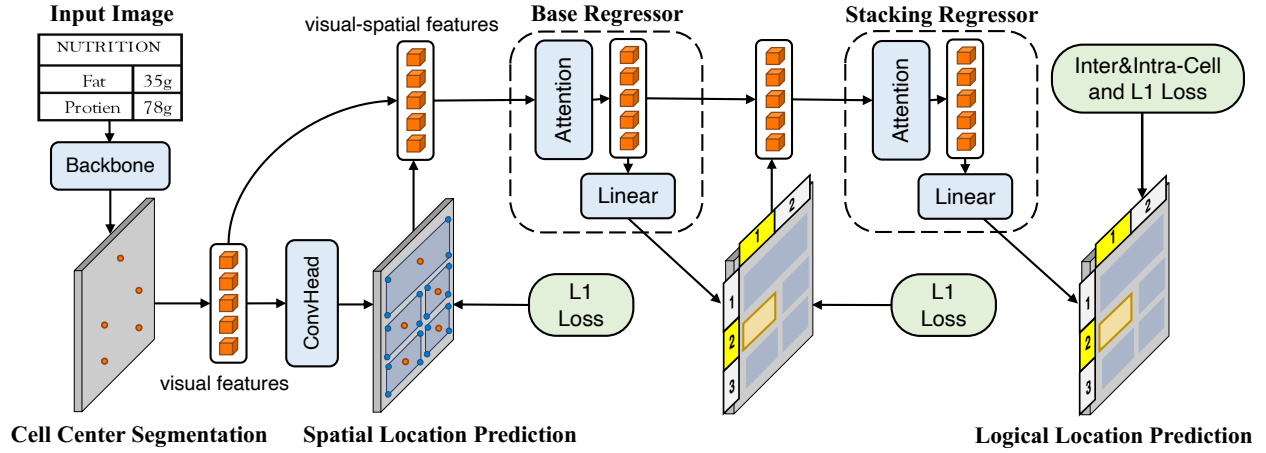 Input Image
NUTRITION
Fat 35g
Protien 78g
Backbone
Cell Center Segmentation
visual features
ConvHead
visual-spatial features
Spatial Location Prediction
L1
Loss
Base Regressor
Attention
Linear
1 2
1
2
3
L1
Loss
Stacking Regressor
Attention
Linear
Inter&Intra-Cell
and L1 Loss
1 2
1
2
3
Logical Location Prediction